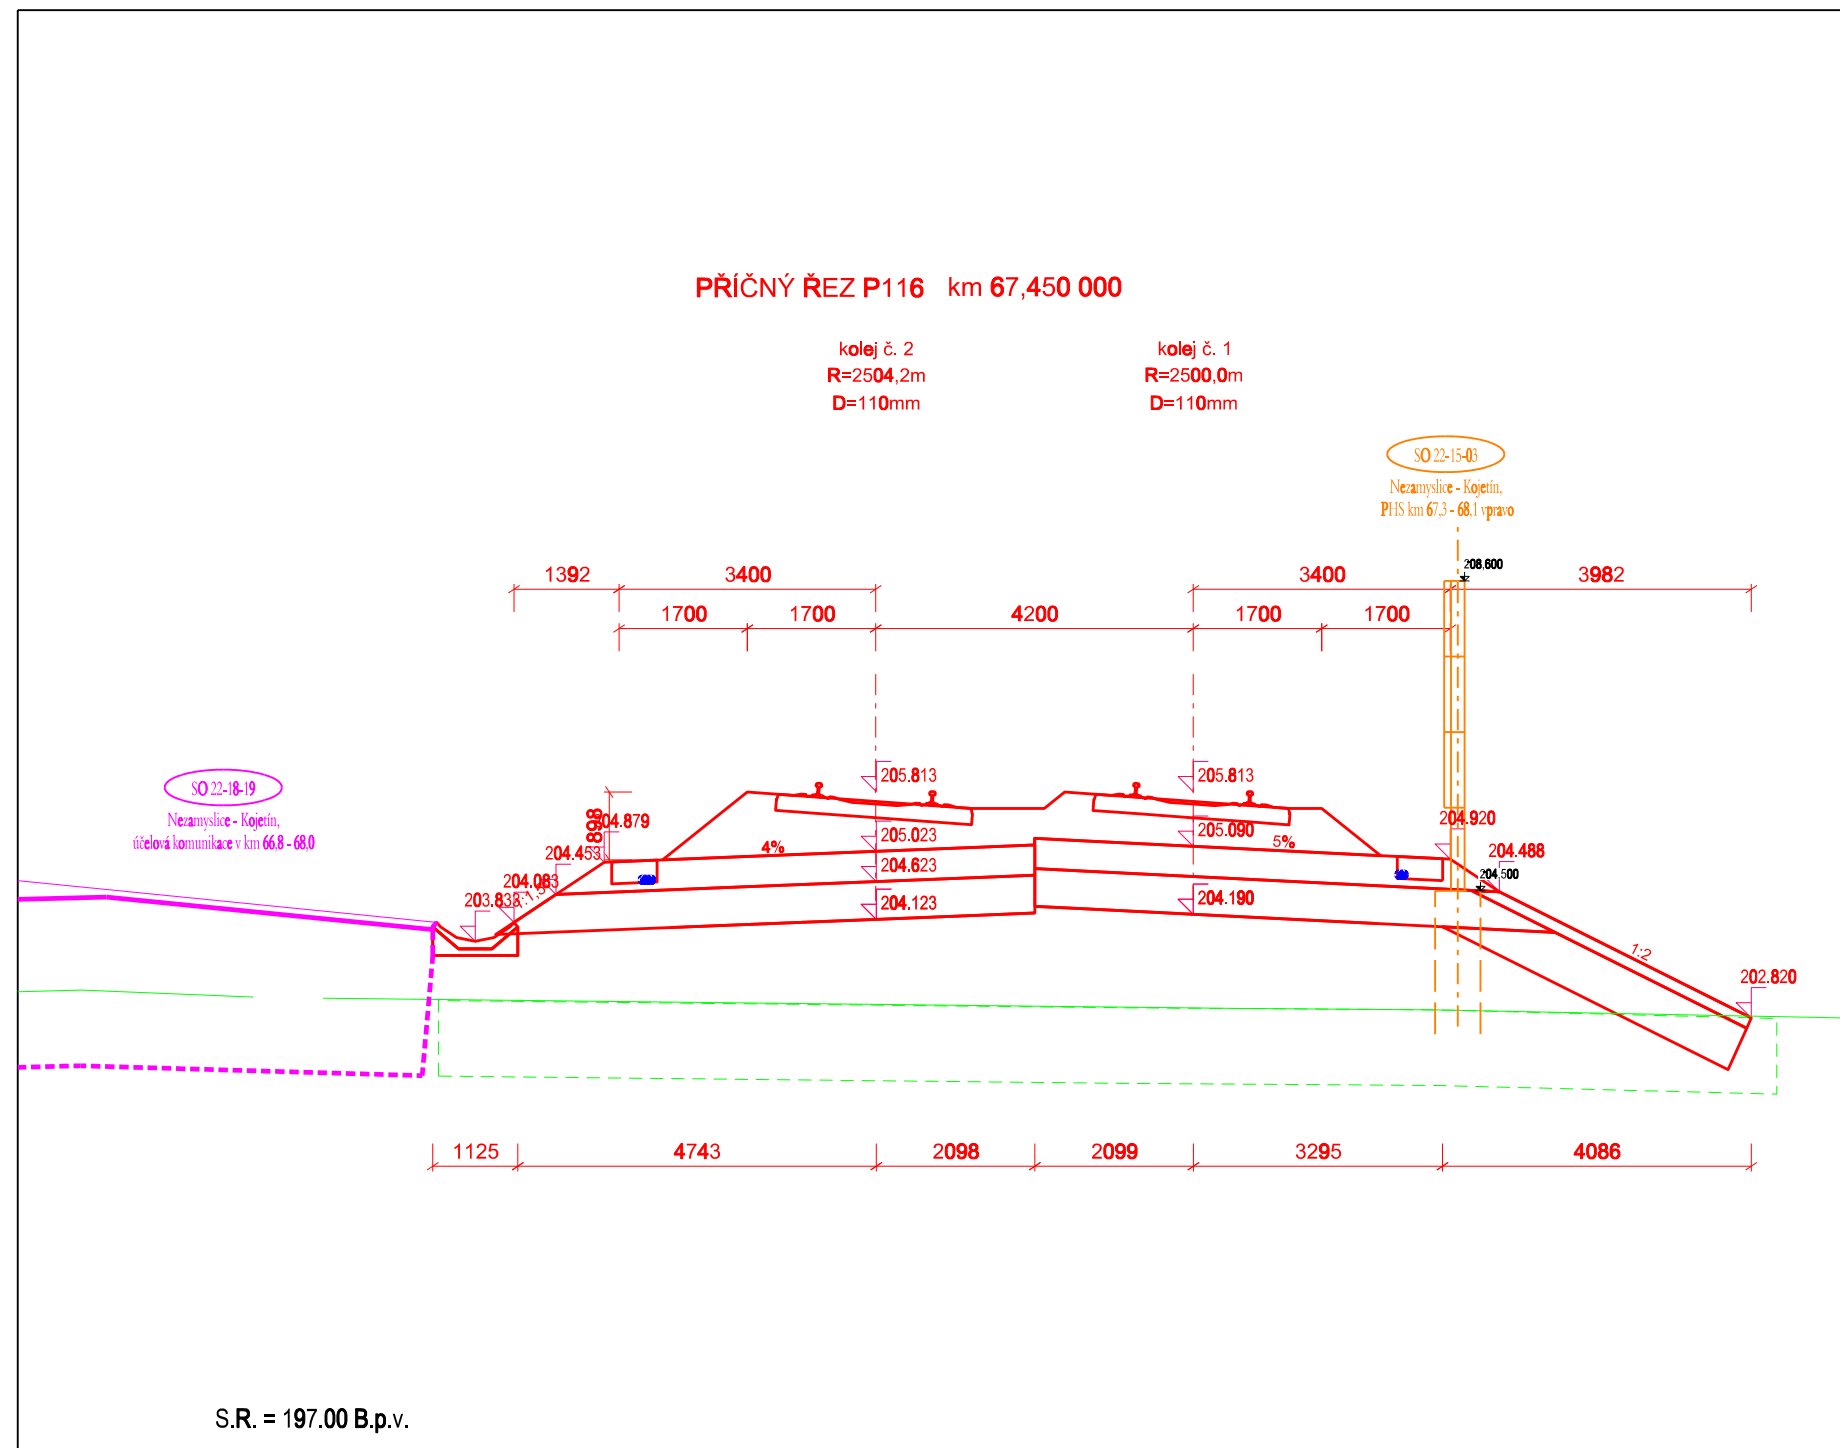 PŘÍČNÝ ŘEZ P116 km 67,450 000
kolej č. 2
R=2504,2m
D=110mm
kolej č. 1
R=2500,0m
D=110mm
SO 22-15-03
Nezamyslice - Kojetín,
PHS km 67,3 - 68,1 vpravo
208.600
1392
3400
3400
3982
1700
1700
4200
1700
1700
205.813
205.813
SO 22-18-19
Nezamyslice - Kojetín,
účelová komunikace v km 66,8 - 68,0
898
204.879
204.453
204.083
203.833
1:1,5
4%
205.023
204.623
204.123
205.090
204.190
5%
204.920
204.488
204.500
1:2
202.820
1125
4743
2098
2099
3295
4086
S.R. = 197.00 B.p.v.